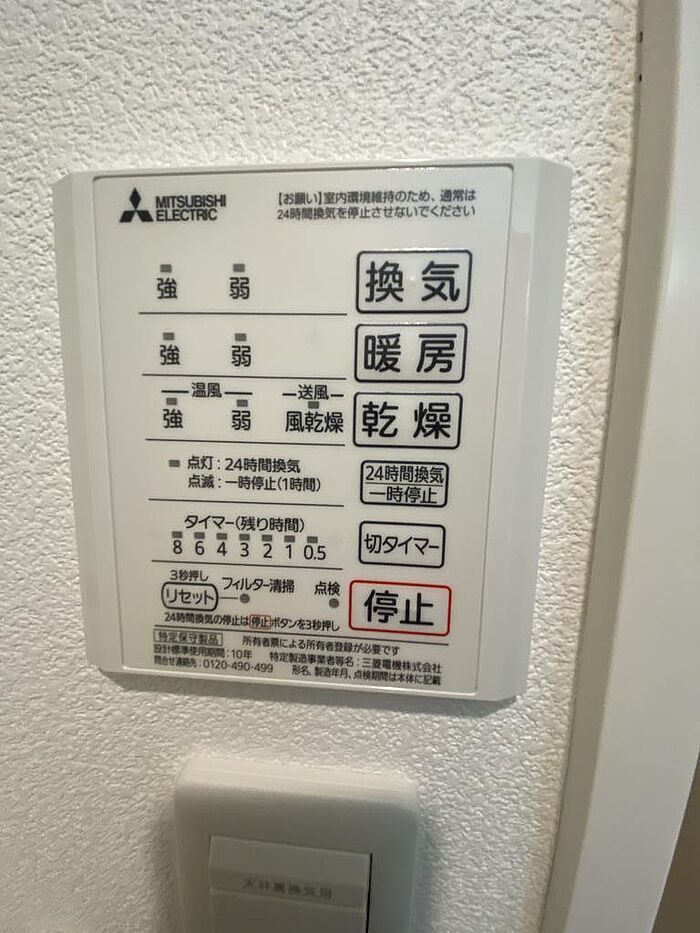 MITSUBISHI
ELECTRIC
【お願い】室内環境維持のため、通常は
24時間換気を停止させないでください
強 弱 換気
強 弱 暖房
温風 送風
強 弱 風乾燥 乾燥
点灯:24時間換気
点滅:一時停止(1時間)
24時間換気
一時停止
タイマー(残り時間)
8 6 4 3 2 1 0.5
切タイマー
3秒押し
リセット フィルター清掃 点検
停止
24時間換気の停止は停止ボタンを3秒押し
特定保守製品 所有者票による所有者登録が必要です
設計標準使用期間:10年 特定製造事業者等名:三菱電機株式会社
問合せ連絡先:0120-490-499 形名、製造年月、点検期間は本体に記載
天井裏換気用